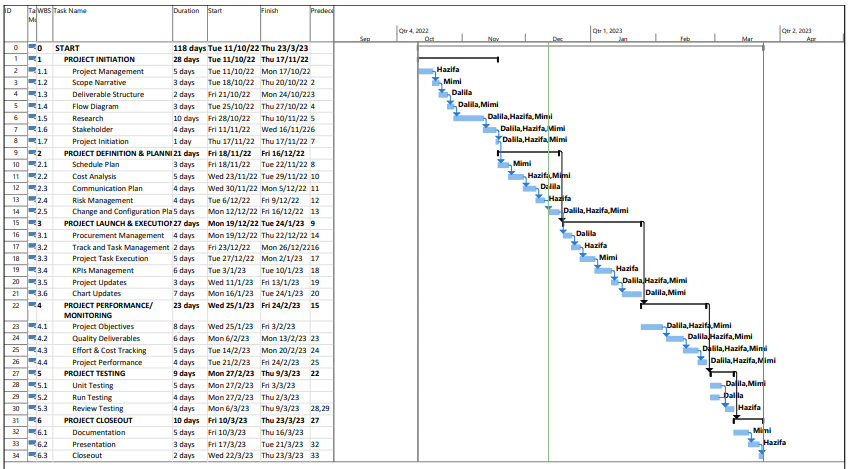 ID Ta WBS Task Name Duration Start Finish Predece
Mo
Qtr 4, 2022 Qtr 1, 2023 Qtr 2, 2023
Sep Oct Nov Dec Jan Feb Mar Apr
0 0 START 118 days Tue 11/10/22 Thu 23/3/23
1 1 PROJECT INITIATION 28 days Tue 11/10/22 Thu 17/11/22
2 1.1 Project Management 5 days Tue 11/10/22 Mon 17/10/22 Hazifa
3 1.2 Scope Narrative 3 days Tue 18/10/22 Thu 20/10/22 2 Mimi
4 1.3 Deliverable Structure 2 days Fri 21/10/22 Mon 24/10/22 3 Dalila
5 1.4 Flow Diagram 3 days Tue 25/10/22 Thu 27/10/22 4 Dalila,Mimi
6 1.5 Research 10 days Fri 28/10/22 Thu 10/11/22 5 Dalila,Hazifa,Mimi
7 1.6 Stakeholder 4 days Fri 11/11/22 Wed 16/11/22 6 Dalila,Hazifa,Mimi
8 1.7 Project Initiation 1 day Thu 17/11/22 Thu 17/11/22 7 Dalila,Hazifa,Mimi
9 2 PROJECT DEFINITION & PLANNI 21 days Fri 18/11/22 Fri 16/12/22
10 2.1 Schedule Plan 3 days Fri 18/11/22 Tue 22/11/22 8 Mimi
11 2.2 Cost Analysis 5 days Wed 23/11/22 Tue 29/11/22 10 Hazifa,Mimi
12 2.3 Communication Plan 4 days Wed 30/11/22 Mon 5/12/22 11 Dalila
13 2.4 Risk Management 4 days Tue 6/12/22 Fri 9/12/22 12 Hazifa
14 2.5 Change and Configuration Pla 5 days Mon 12/12/22 Fri 16/12/22 13 Dalila,Hazifa,Mimi
15 3 PROJECT LAUNCH & EXECUTION 27 days Mon 19/12/22 Tue 24/1/23 9
16 3.1 Procurement Management 4 days Mon 19/12/22 Thu 22/12/22 14 Dalila
17 3.2 Track and Task Management 2 days Fri 23/12/22 Mon 26/12/22 16 Dalila,Hazifa,Mimi
18 3.3 Project Task Execution 5 days Tue 27/12/22 Mon 2/1/23 17 Mimi
19 3.4 KPIs Management 6 days Tue 3/1/23 Tue 10/1/23 18 Hazifa
20 3.5 Project Updates 3 days Wed 11/1/23 Fri 13/1/23 19 Dalila,Hazifa,Mimi
21 3.6 Chart Updates 7 days Mon 16/1/23 Tue 24/1/23 20 Dalila,Mimi
22 4 PROJECT PERFORMANCE/ 23 days Wed 25/1/23 Fri 24/2/23 15
MONITORING
23 4.1 Project Objectives 8 days Wed 25/1/23 Fri 3/2/23 Dalila,Hazifa,Mimi
24 4.2 Quality Deliverables 6 days Mon 6/2/23 Mon 13/2/23 23 Dalila,Hazifa,Mimi
25 4.3 Effort & Cost Tracking 5 days Tue 14/2/23 Mon 20/2/23 24 Dalila,Hazifa,Mimi
26 4.4 Project Performance 4 days Tue 21/2/23 Fri 24/2/23 25 Dalila,Hazifa,Mimi
27 5 PROJECT TESTING 9 days Mon 27/2/23 Thu 9/3/23 22
28 5.1 Unit Testing 5 days Mon 27/2/23 Fri 3/3/23 Dalila,Mimi
29 5.2 Run Testing 4 days Mon 27/2/23 Thu 2/3/23 Dalila
30 5.3 Review Testing 4 days Mon 6/3/23 Thu 9/3/23 28,29 Hazifa
31 6 PROJECT CLOSEOUT 10 days Fri 10/3/23 Thu 23/3/23 27
32 6.1 Documentation 5 days Fri 10/3/23 Thu 16/3/23 Mimi
33 6.2 Presentation 3 days Fri 17/3/23 Tue 21/3/23 32 Hazifa
34 6.3 Closeout 2 days Wed 22/3/23 Thu 23/3/23 33